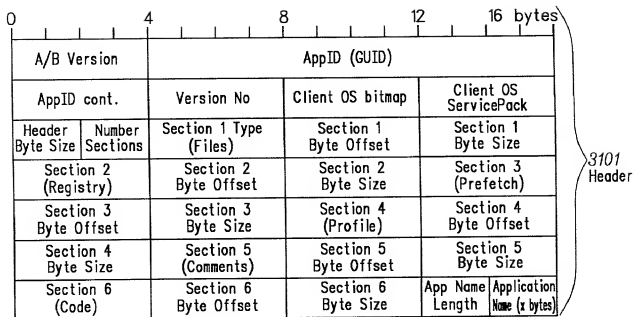 0 4 8 12 16 bytes
A/B Version AppID (GUID)
AppID cont. Version No Client OS bitmap Client OS
ServicePack
Header Number Section 1 Type Section 1 Section 1
Byte Size Sections (Files) Byte Offset Byte Size
Section 2 Section 2 Section 2 Section 3
(Registry) Byte Offset Byte Size (Prefetch)
Section 3 Section 3 Section 4 Section 4
Byte Offset Byte Size (Profile) Byte Offset
Section 4 Section 5 Section 5 Section 5
Byte Size (Comments) Byte Offset Byte Size
Section 6 Section 6 Section 6 App Name Application
(Code) Byte Offset Byte Size Length Name (x bytes)
3101
Header